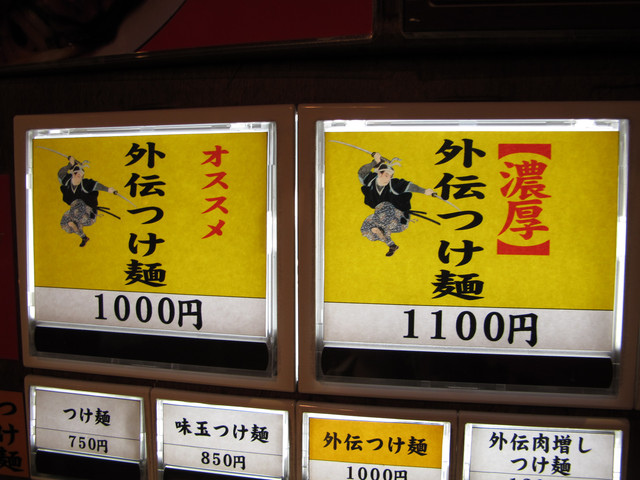 オススメ
外伝つけ麺
1000円
【濃厚】
外伝つけ麺
1100円
つけ麺
つけ麺
750円
味玉つけ麺
850円
外伝つけ麺
1000円
外伝肉増し
つけ麺